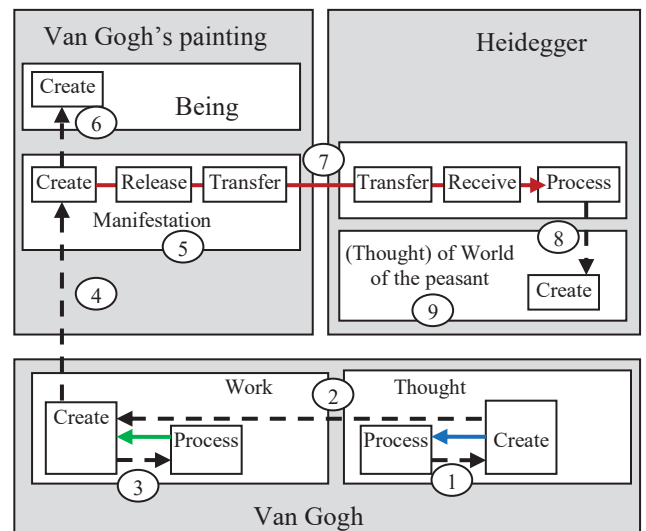 Van Gogh's painting
Create
Being
6
Create
Release
Transfer
Manifestation
5
4
Heidegger
7
Transfer
Receive
Process
8
(Thought) of World
of the peasant
Create
9
Work
2
Thought
Create
Process
3
Process
Create
1
Van Gogh